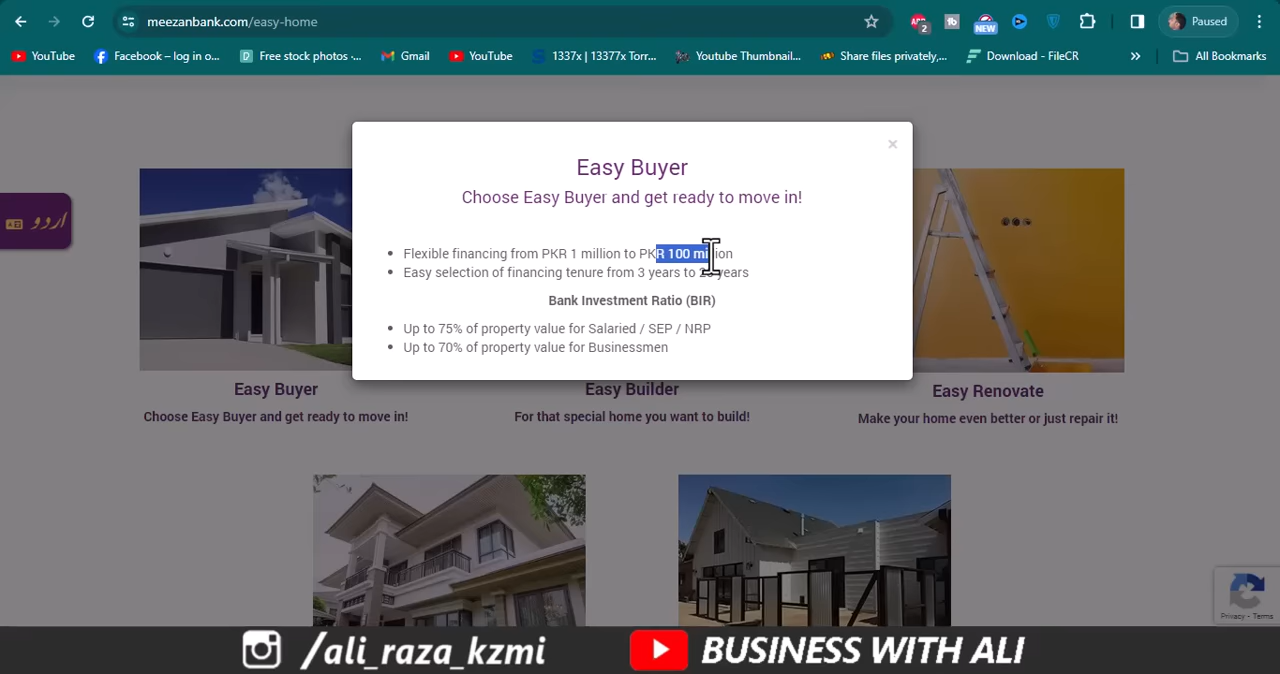 meezanbank.com/easy-home
Paused
2
NEW
YouTube
Facebook – log in o...
Free stock photos -...
Gmail
YouTube
1337x | 13377x Torr...
Youtube Thumbnail...
Share files privately,...
Download - FileCR
All Bookmarks
اردو
×
Easy Buyer
Choose Easy Buyer and get ready to move in!
Flexible financing from PKR 1 million to PKR 100 million
Easy selection of financing tenure from 3 years to years
Bank Investment Ratio (BIR)
Up to 75% of property value for Salaried / SEP / NRP
Up to 70% of property value for Businessmen
Easy Buyer
Choose Easy Buyer and get ready to move in!
Easy Builder
For that special home you want to build!
Easy Renovate
Make your home even better or just repair it!
Privacy - Terms
/ali_raza_kzmi
BUSINESS WITH ALI